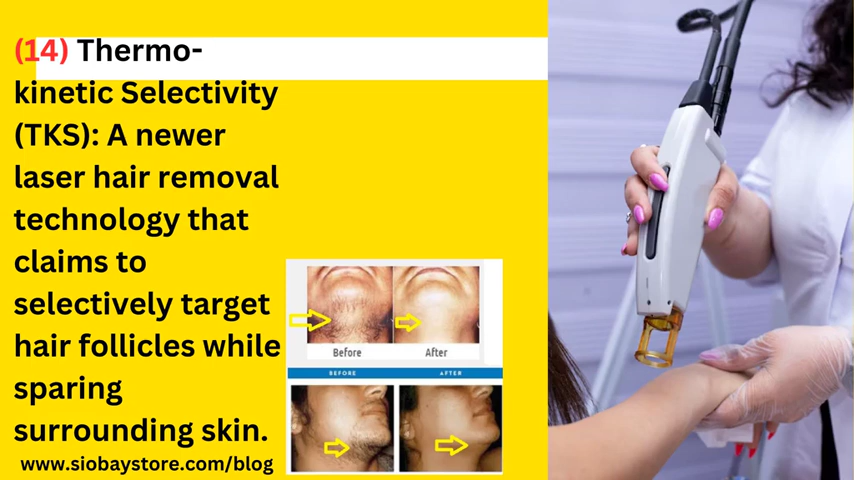 (14) Thermo-
kinetic Selectivity
(TKS): A newer
laser hair removal
technology that
claims to
selectively target
hair follicles while
sparing
surrounding skin.
www.siobaystore.com/blog
Before After
BEFORE AFTER